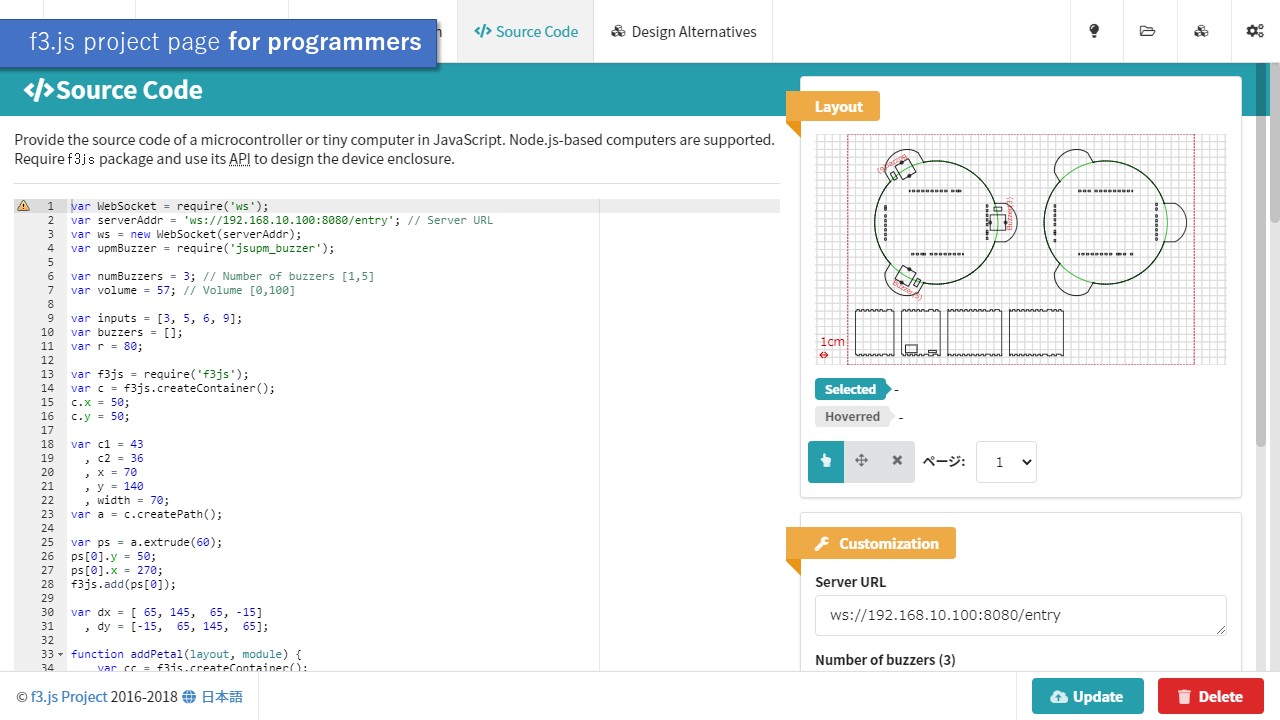 f3.js project page for programmers
Source Code
Design Alternatives
</>Source Code
Provide the source code of a microcontroller or tiny computer in JavaScript. Node.js-based computers are supported.
Require f3js package and use its API to design the device enclosure.
1 var WebSocket = require('ws');
2 var serverAddr = 'ws://192.168.10.100:8080/entry'; // Server URL
3 var ws = new WebSocket(serverAddr);
4 var upmBuzzer = require('jsupm_buzzer');
5
6 var numBuzzers = 3; // Number of buzzers [1,5]
7 var volume = 57; // Volume [0,100]
8
9 var inputs = [3, 5, 6, 9];
10 var buzzers = [];
11 var r = 80;
12
13 var f3js = require('f3js');
14 var c = f3js.createContainer();
15 c.x = 50;
16 c.y = 50;
17
18 var c1 = 43
19 , c2 = 36
20 , x = 70
21 , y = 140
22 , width = 70;
23 var a = c.createPath();
24
25 var ps = a.extrude(60);
26 ps[0].y = 50;
27 ps[0].x = 270;
28 f3js.add(ps[0]);
29
30 var dx = [ 65, 145, 65, -15]
31 , dy = [-15, 65, 145, 65];
32
33 function addPetal(layout, module) {
34 var cc = f3js.createContainer();
Layout
1cm
Selected -
Hoverred -
ページ: 1
Customization
Server URL
ws://192.168.10.100:8080/entry
Number of buzzers (3)
© f3.js Project 2016-2018 日本語
Update
Delete